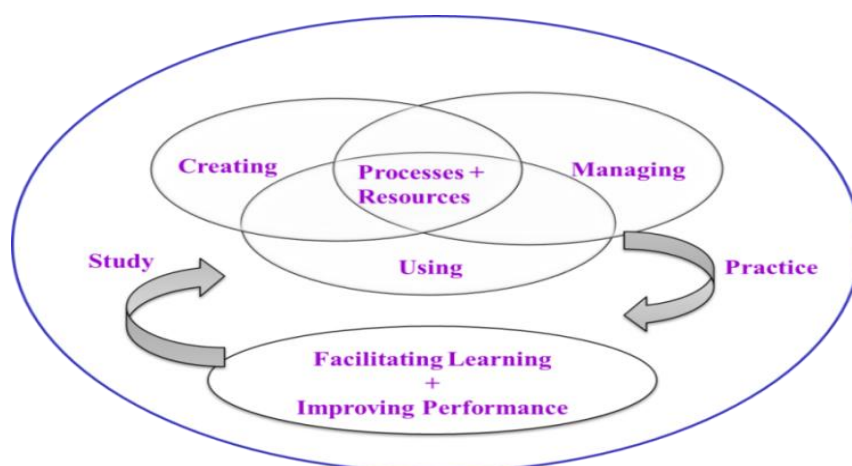 Creating
Processes +
Resources
Managing
Using
Study
Practice
Facilitating Learning
+
Improving Performance